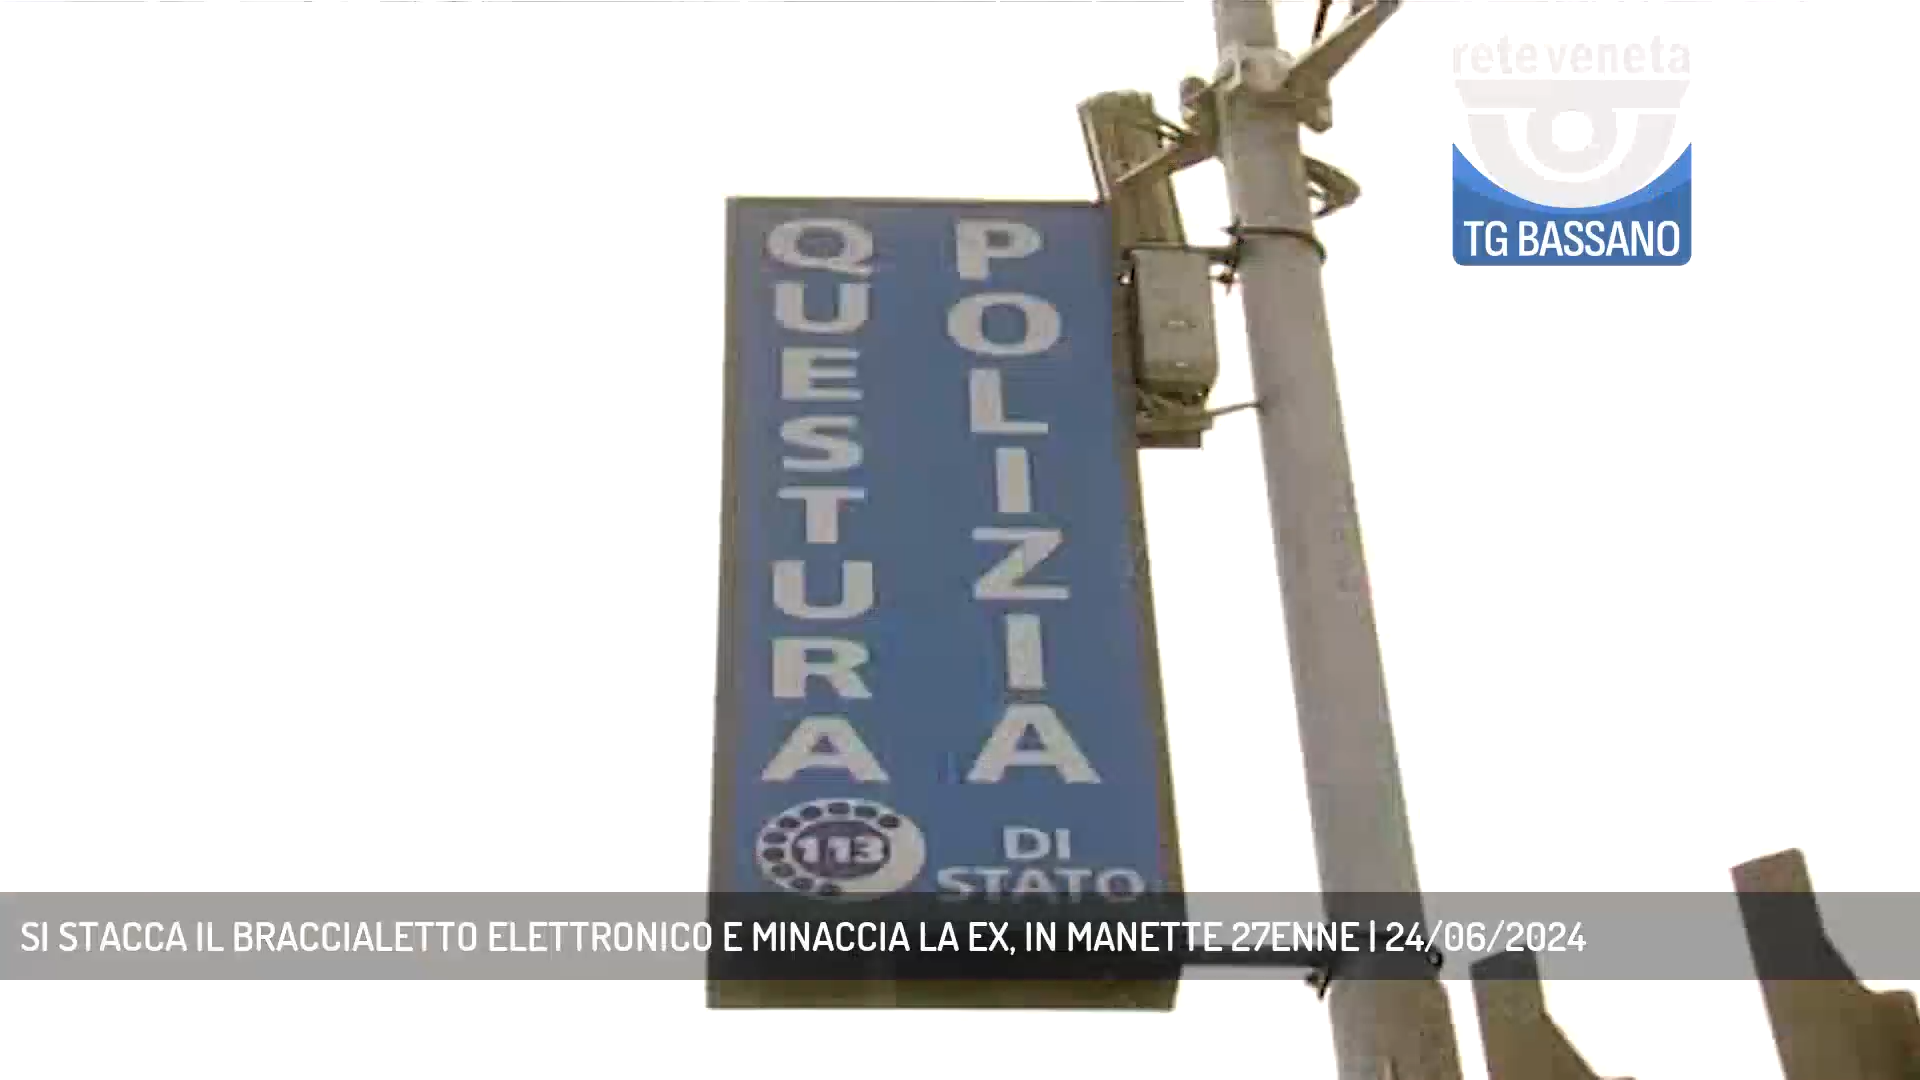 rete veneta
TG BASSANO
QUESTURA
POLIZIA
DI
STATO
113
SI STACCA IL BRACCIALETTO ELETTRONICO E MINACCIA LA EX, IN MANETTE 27ENNE | 24/06/2024